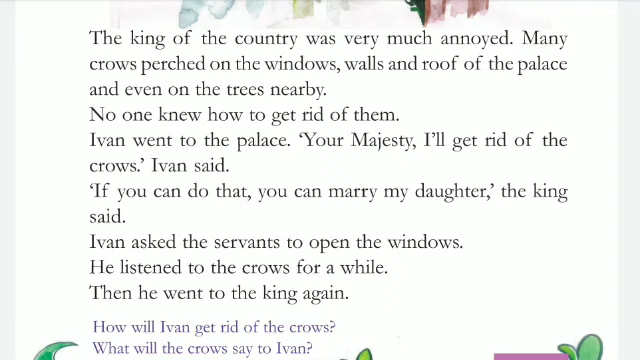 The king of the country was very much annoyed. Many
crows perched on the windows, walls and roof of the palace
and even on the trees nearby.
No one knew how to get rid of them.
Ivan went to the palace. ‘Your Majesty, I’ll get rid of the
crows.’ Ivan said.
‘If you can do that, you can marry my daughter,’ the king
said.
Ivan asked the servants to open the windows.
He listened to the crows for a while.
Then he went to the king again.
How will Ivan get rid of the crows?
What will the crows say to Ivan?